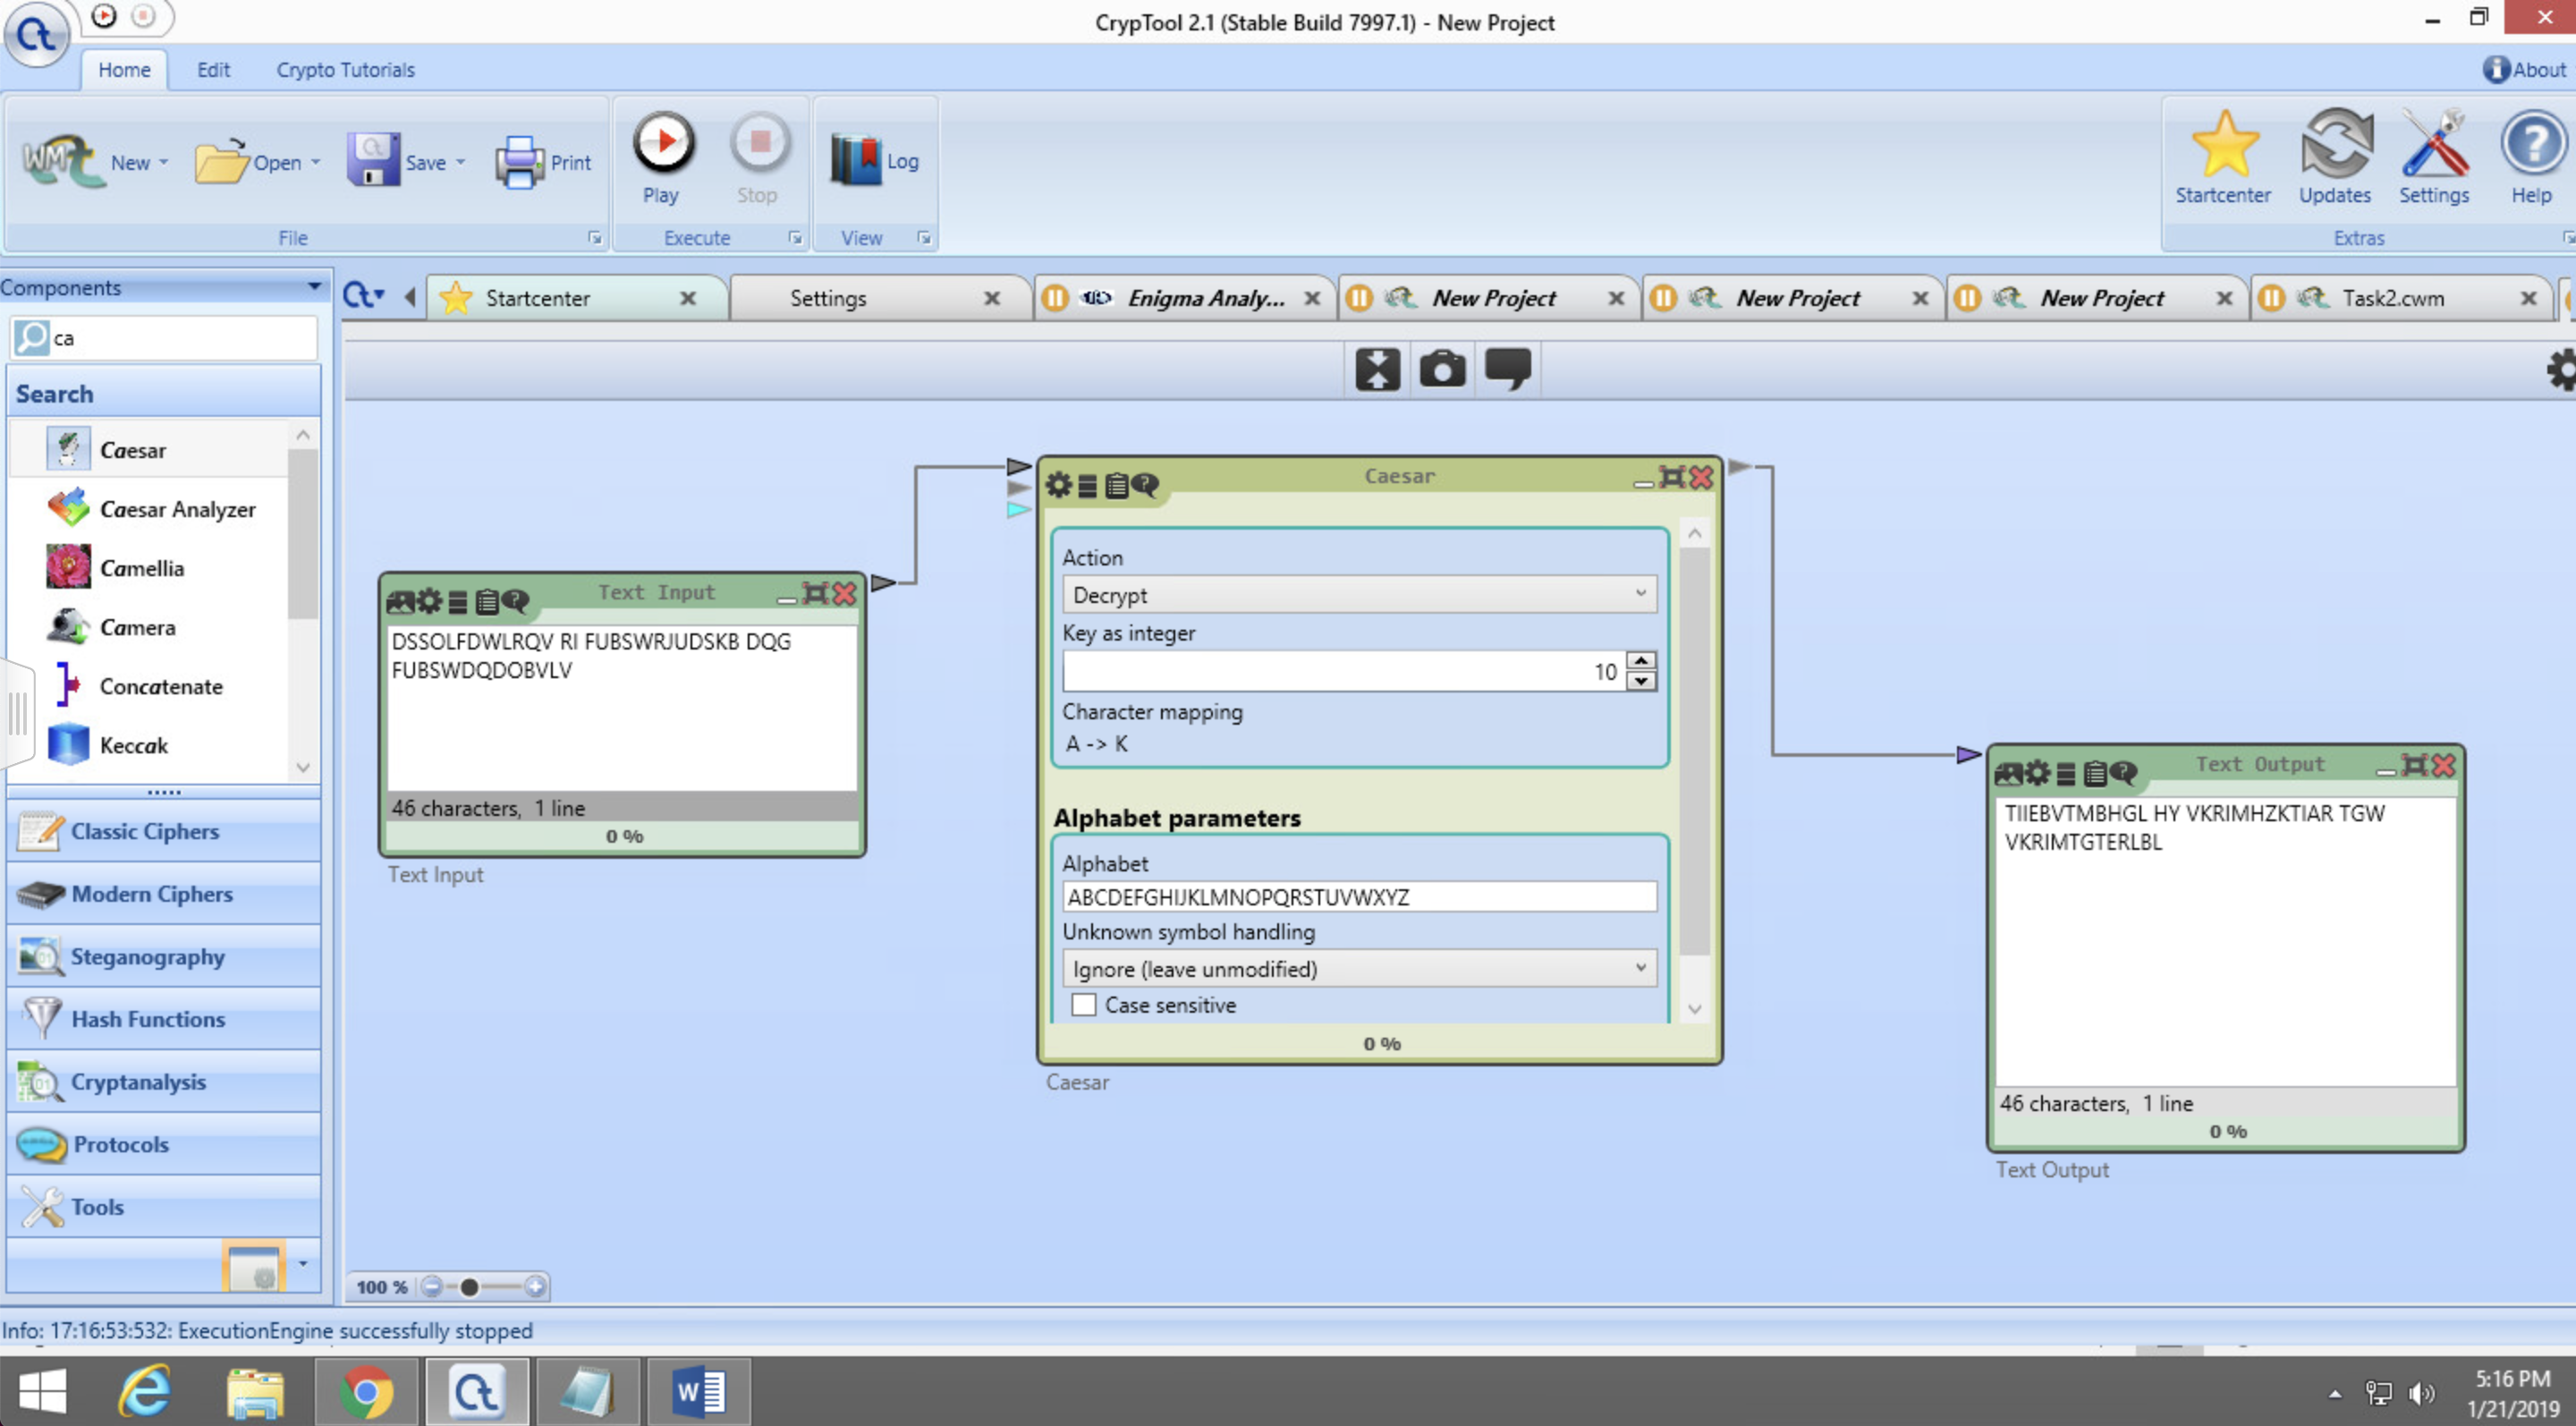 CrypTool 2.1 (Stable Build 7997.1) - New Project
Home Edit Crypto Tutorials About
New Open Save Print
Play Stop
Log
Startcenter Updates Settings Help
File Execute View Extras
Components
Startcenter Settings Enigma Analy... New Project New Project New Project Task2.cwm
ca
Search
Caesar
Caesar Analyzer
Camellia
Camera
Concatenate
Keccak
Classic Ciphers
Modern Ciphers
Steganography
Hash Functions
Cryptanalysis
Protocols
Tools
Text Input
DSSOLFDWLRQV RI FUBSWRJUDSKB DQG
FUBSWDQDOBVLV
46 characters, 1 line
0 %
Text Input
Caesar
Action
Decrypt
Key as integer
10
Character mapping
A -> K
Alphabet parameters
Alphabet
ABCDEFGHIJKLMNOPQRSTUVWXYZ
Unknown symbol handling
Ignore (leave unmodified)
Case sensitive
0 %
Caesar
Text Output
TIIEBVTMBHGL HY VKRIMHZKTIAR TGW
VKRIMTGTERLBL
46 characters, 1 line
0 %
Text Output
100 %
Info: 17:16:53:532: ExecutionEngine successfully stopped
5:16 PM
1/21/2019